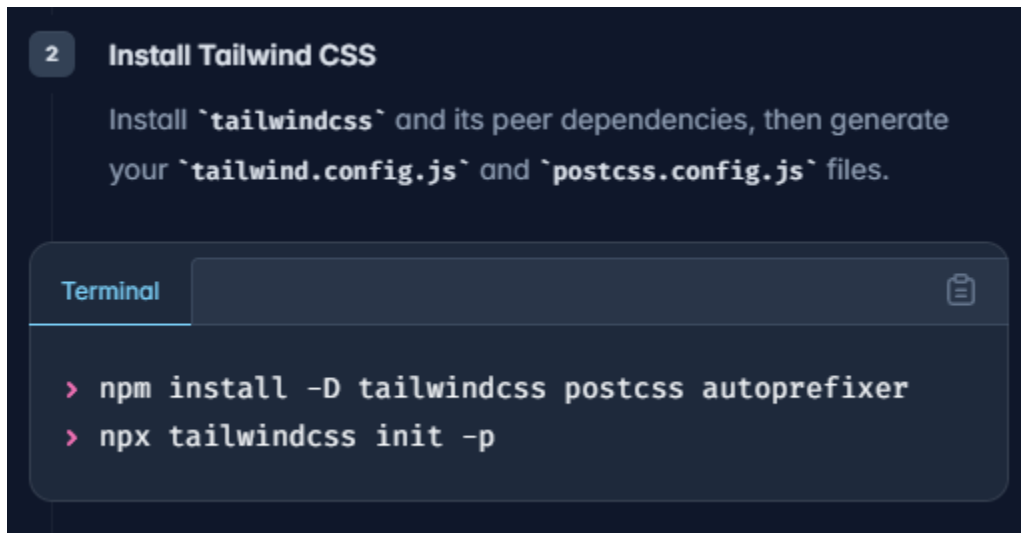 2
Install Tailwind CSS
Install `tailwindcss` and its peer dependencies, then generate
your `tailwind.config.js` and `postcss.config.js` files.
Terminal
> npm install -D tailwindcss postcss autoprefixer
> npx tailwindcss init -p